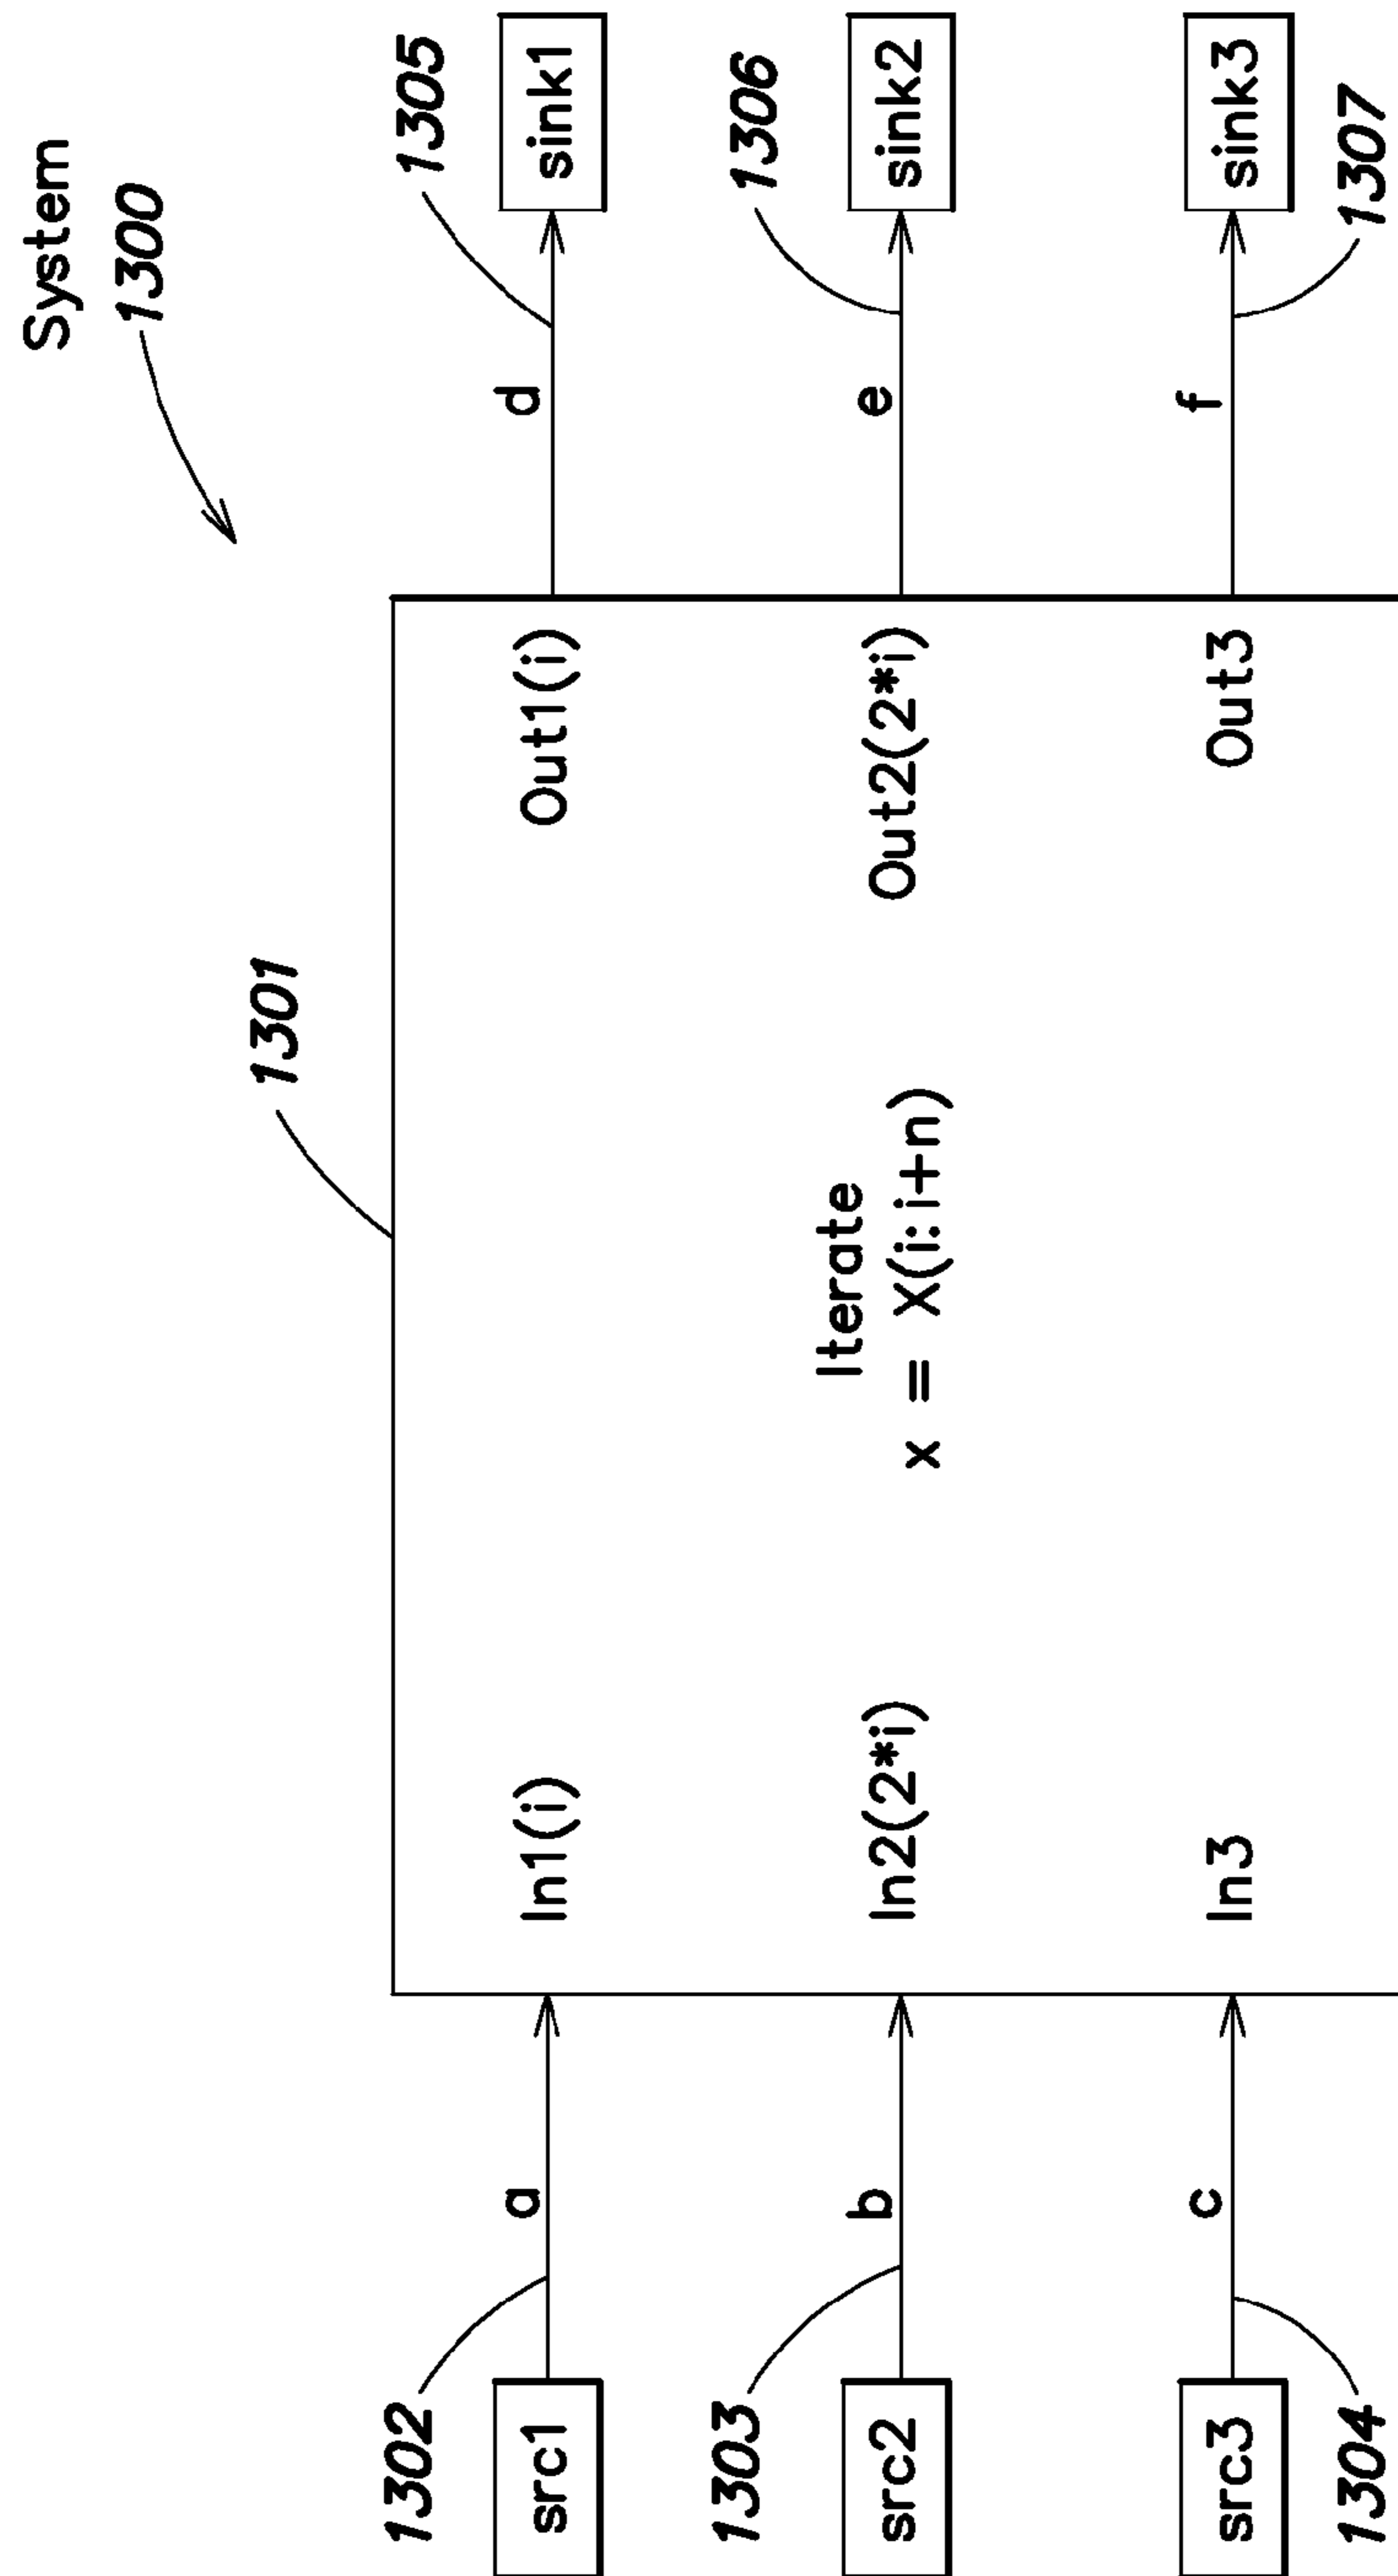 System
1300
1301
1302
1305
src1
a
In1(i)
Out1(i)
d
sink1
1303
1306
src2
b
In2(2*i)
Iterate
x = X(i:i+n)
Out2(2*i)
e
sink2
src3
c
In3
Out3
f
sink3
1304
1307